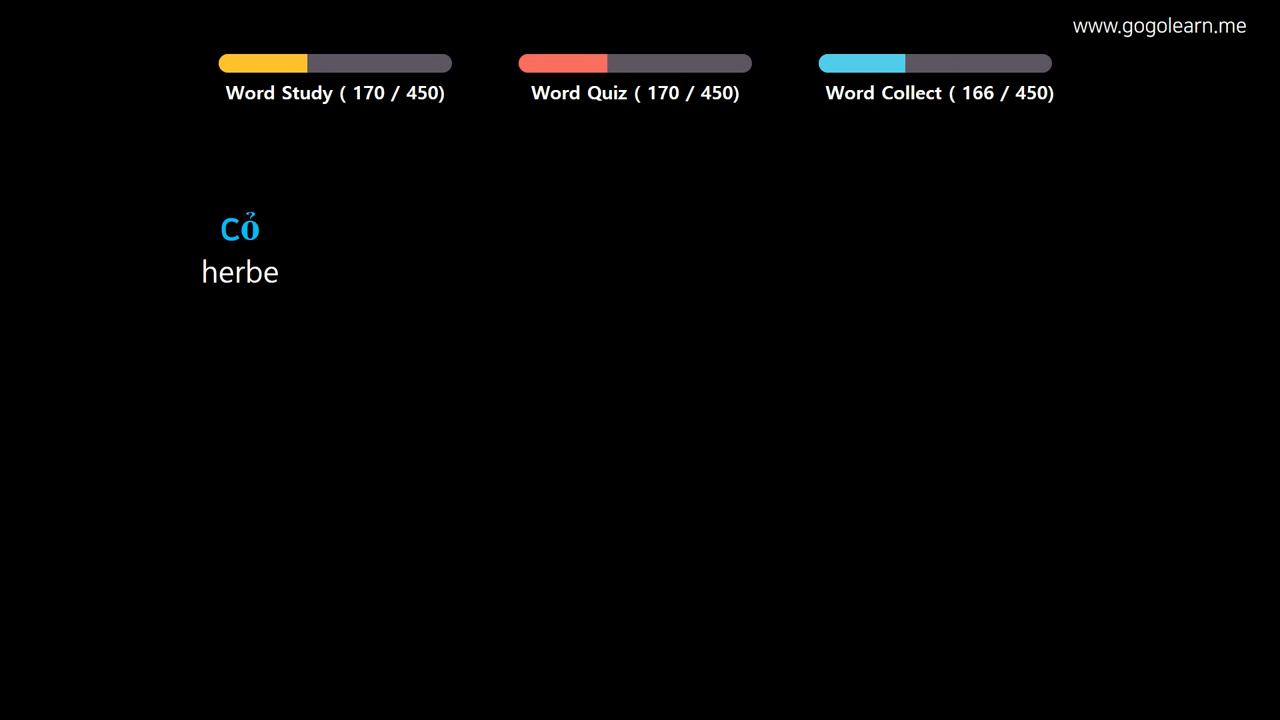 www.gogolearn.me
Word Study ( 170 / 450)
Word Quiz ( 170 / 450)
Word Collect ( 166 / 450)
Cỏ
herbe